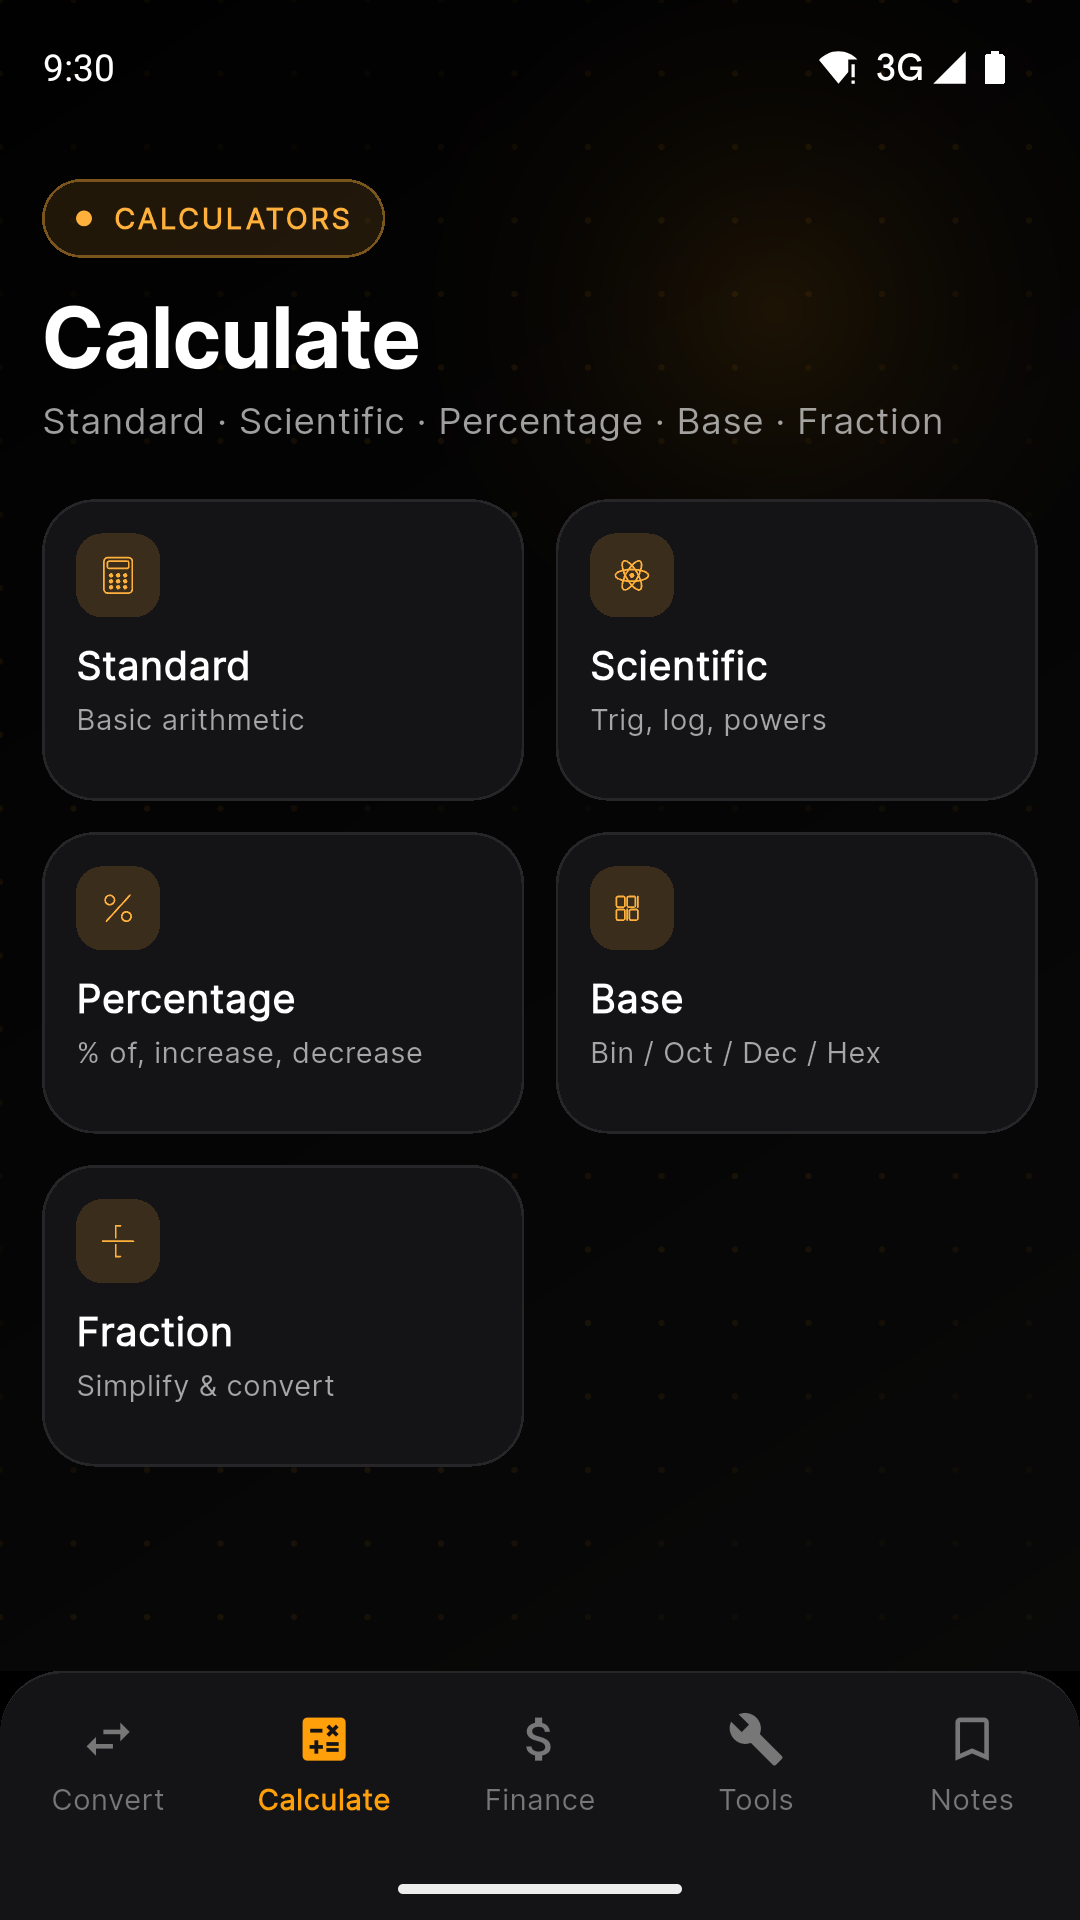 9:30
3G
CALCULATORS
Calculate
Standard · Scientific · Percentage · Base · Fraction
Standard
Basic arithmetic
Scientific
Trig, log, powers
Percentage
% of, increase, decrease
Base
Bin / Oct / Dec / Hex
Fraction
Simplify & convert
Convert
Calculate
Finance
Tools
Notes